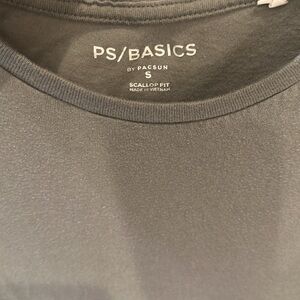 PS/BASICS
BY PACSUN
S
SCALLOP FIT
MADE IN VIETNAM